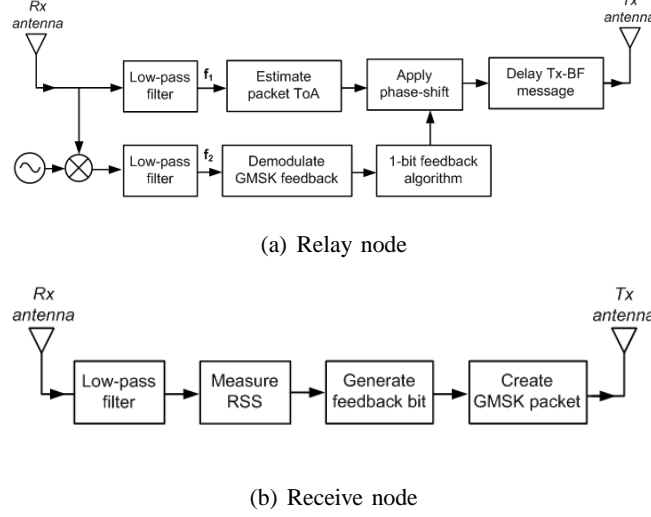 Rx
antenna
Tx
antenna
Low-pass
filter
f1
Estimate
packet ToA
Apply
phase-shift
Delay Tx-BF
message
Low-pass
filter
f2
Demodulate
GMSK feedback
1-bit feedback
algorithm
(a) Relay node
Rx
antenna
Tx
antenna
Low-pass
filter
Measure
RSS
Generate
feedback bit
Create
GMSK packet
(b) Receive node